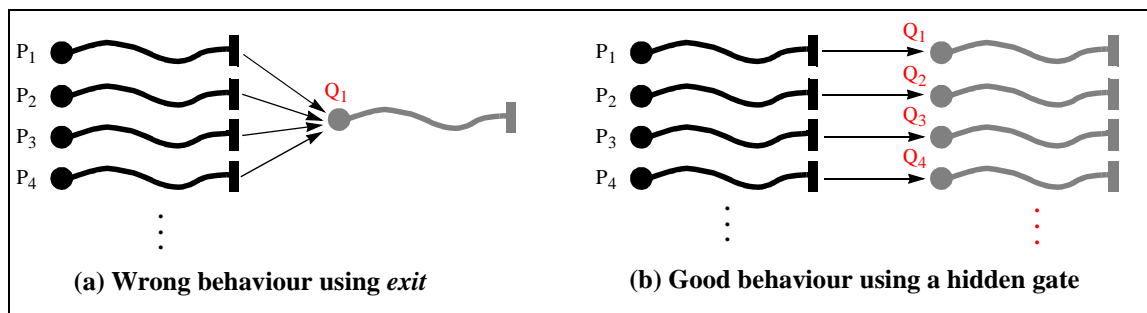 P1
P2
P3
P4
Q1
(a) Wrong behaviour using exit
P1
P2
P3
P4
Q1
Q2
Q3
Q4
(b) Good behaviour using a hidden gate